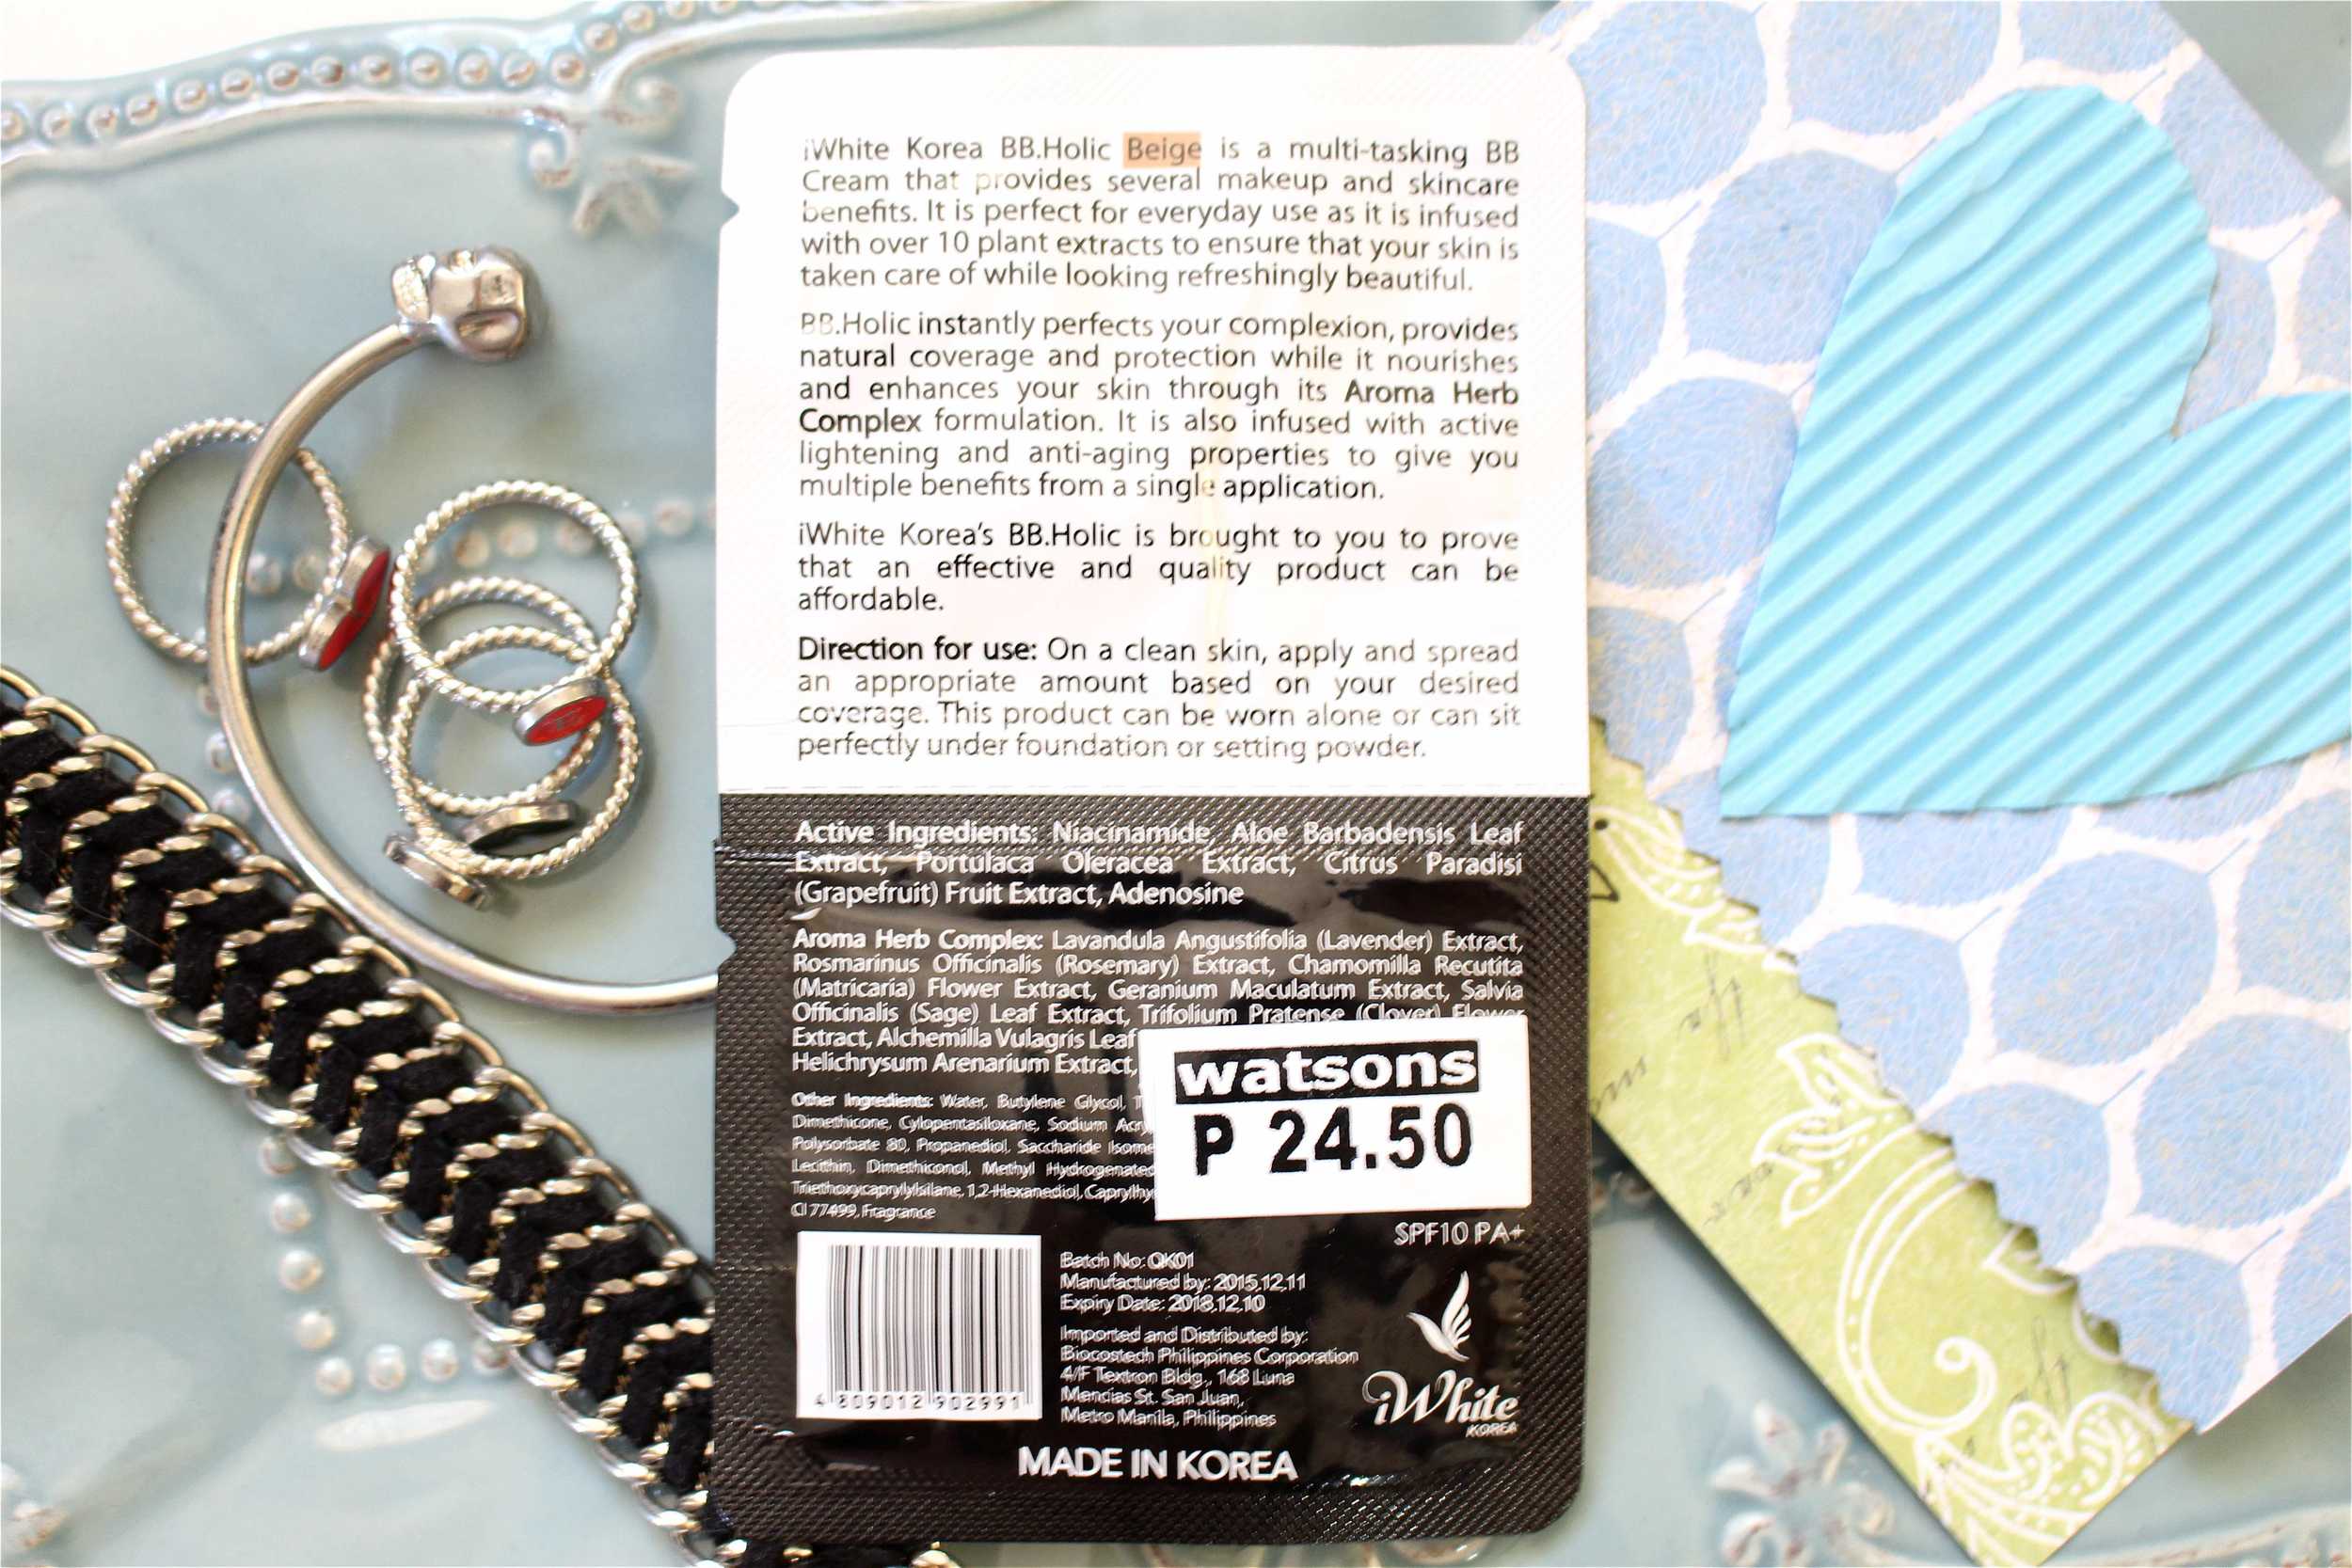 iWhite Korea BB.Holic Beige is a multi-tasking BB
Cream that provides several makeup and skincare
benefits. It is perfect for everyday use as it is infused
with over 10 plant extracts to ensure that your skin is
taken care of while looking refreshingly beautiful.
BB.Holic instantly perfects your complexion, provides
natural coverage and protection while it nourishes
and enhances your skin through its Aroma Herb
Complex formulation. It is also infused with active
lightening and anti-aging properties to give you
multiple benefits from a single application.
iWhite Korea's BB.Holic is brought to you to prove
that an effective and quality product can be
affordable.
Direction for use: On a clean skin, apply and spread
an appropriate amount based on your desired
coverage. This product can be worn alone or can sit
perfectly under foundation or setting powder.
Active Ingredients: Niacinamide, Aloe Barbadensis Leaf
Extract, Portulaca Oleracea Extract, Citrus Paradisi
(Grapefruit) Fruit Extract, Adenosine
Aroma Herb Complex: Lavandula Angustifolia (Lavender) Extract,
Rosmarinus Officinalis (Rosemary) Extract, Chamomilla Recutita
(Matricaria) Flower Extract, Geranium Maculatum Extract, Salvia
Officinalis (Sage) Leaf Extract, Trifolium Pratense (Clover) Flower
Extract, Alchemilla Vulagris Leaf
Helichrysum Arenarium Extract,
Other Ingredients: Water, Butylene Glycol,
Dimethicone, Cylopentasiloxane, Sodium
Polysorbate 80, Propanediol, Saccharide
Lecithin, Dimethiconol, Methyl Hydrogenated
Triethoxycaprylylsilane, 1,2-Hexanediol,
CI 77499, Fragrance
watsons
P 24.50
SPF10 PA+
4 809012 902991
Batch No: OK01
Manufactured by: 2015.12.11
Expiry Date: 2018.12.10
Imported and Distributed by:
Biocostech Philippines Corporation
4/F Textron Bldg., 168 Luna
Mencias St. San Juan,
Metro Manila, Philippines
iWhite
KOREA
MADE IN KOREA